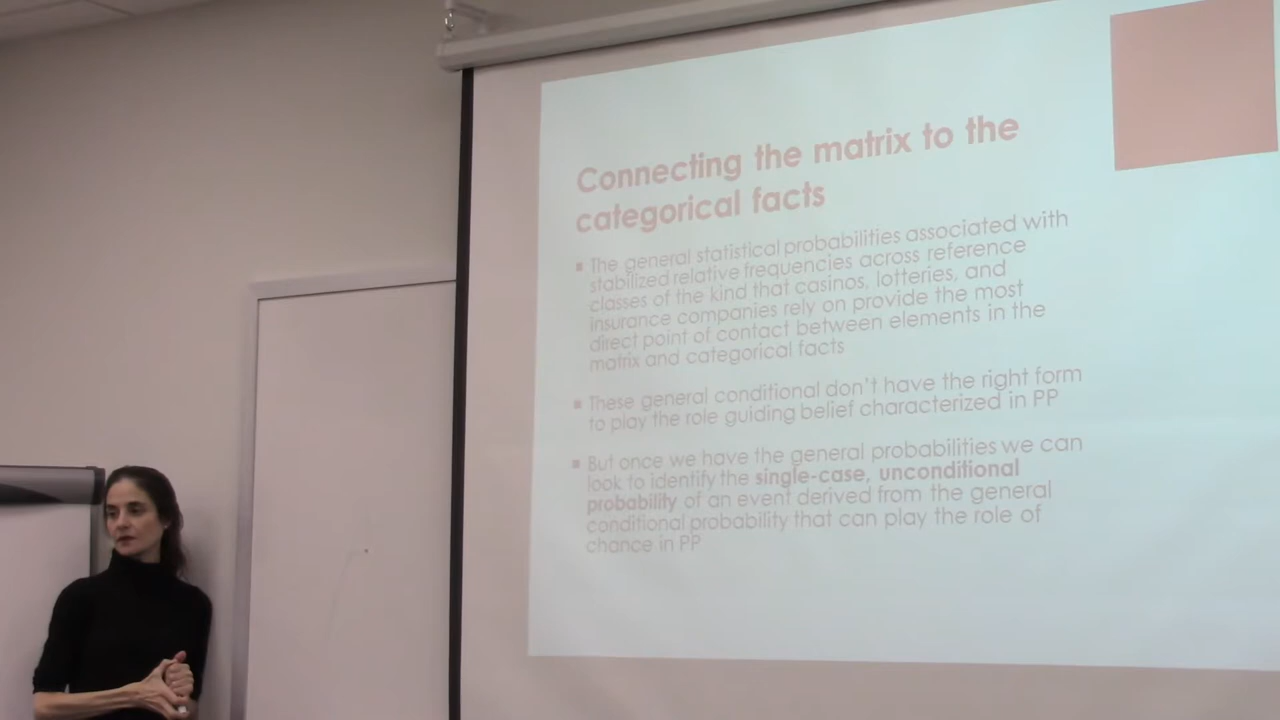 Connecting the matrix to the
categorical facts
▪ The general statistical probabilities associated with
stabilized relative frequencies across reference
classes of the kind that casinos, lotteries, and
insurance companies rely on provide the most
direct point of contact between elements in the
matrix and categorical facts
▪ These general conditional don't have the right form
to play the role guiding belief characterized in PP
▪ But once we have the general probabilities we can
look to identify the single-case, unconditional
probability of an event derived from the general
conditional probability that can play the role of
chance in PP